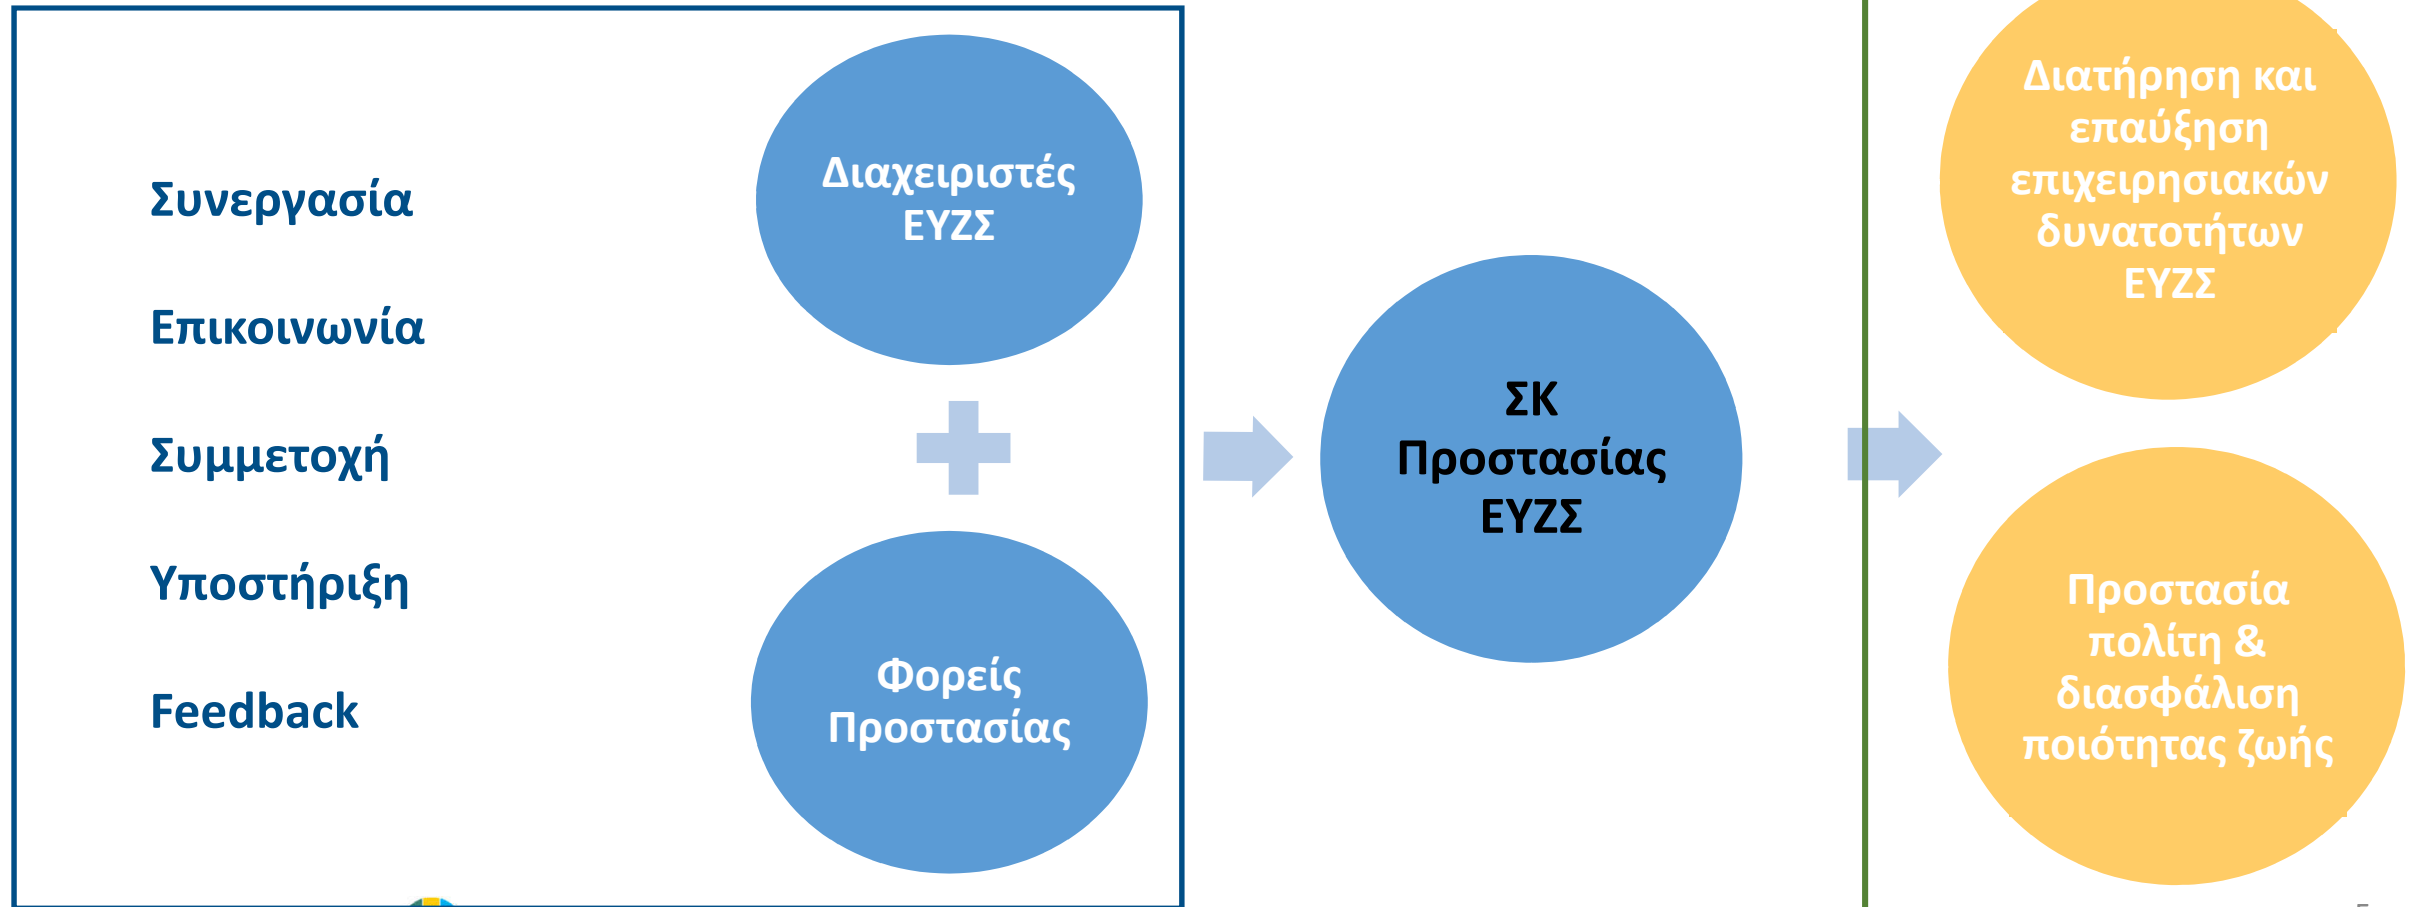 Συνεργασία
Επικοινωνία
Συμμετοχή
Υποστήριξη
Feedback
Διαχειριστές
ΕΥΖΣ
Φορείς
Προστασίας
ΣΚ
Προστασίας
ΕΥΖΣ
Διατήρηση και
επαύξηση
επιχειρησιακών
δυνατοτήτων
ΕΥΖΣ
Προστασία
πολίτη &
διασφάλιση
ποιότητας ζωής